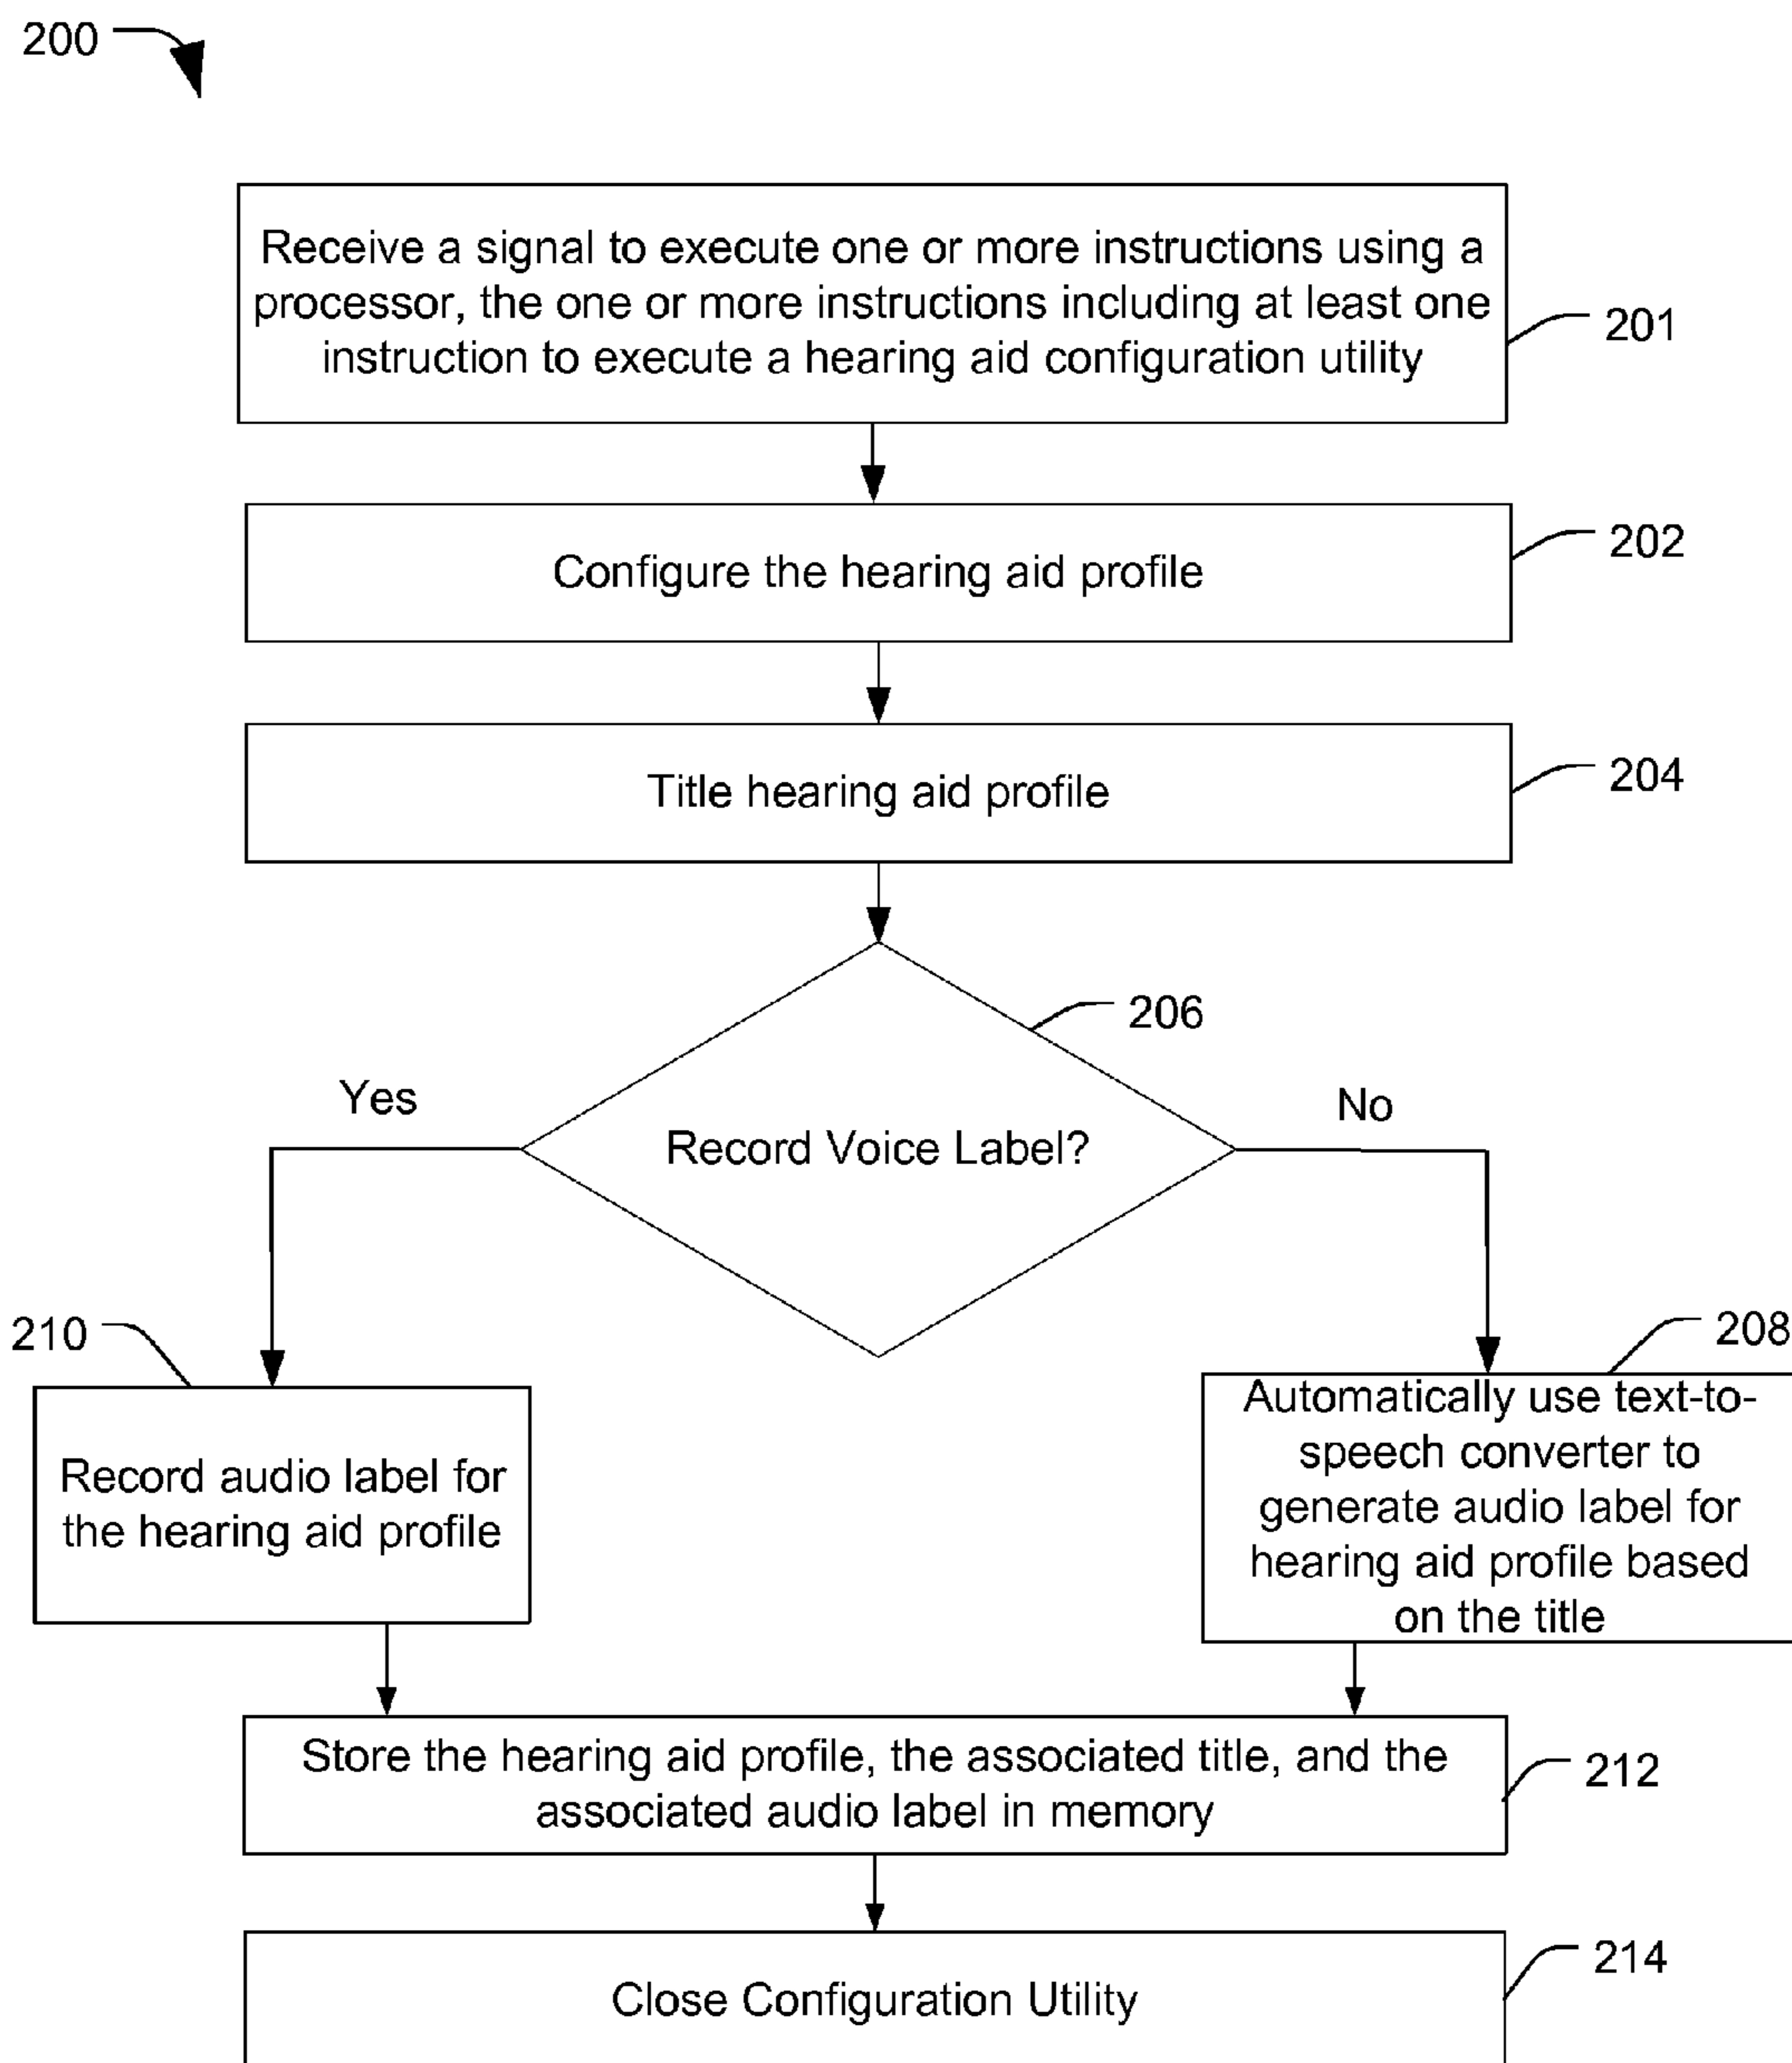 200
Receive a signal to execute one or more instructions using a
processor, the one or more instructions including at least one
instruction to execute a hearing aid configuration utility
201
Configure the hearing aid profile
202
Title hearing aid profile
204
206
Record Voice Label?
Yes
No
210
Record audio label for
the hearing aid profile
208
Automatically use text-to-
speech converter to
generate audio label for
hearing aid profile based
on the title
Store the hearing aid profile, the associated title, and the
associated audio label in memory
212
Close Configuration Utility
214